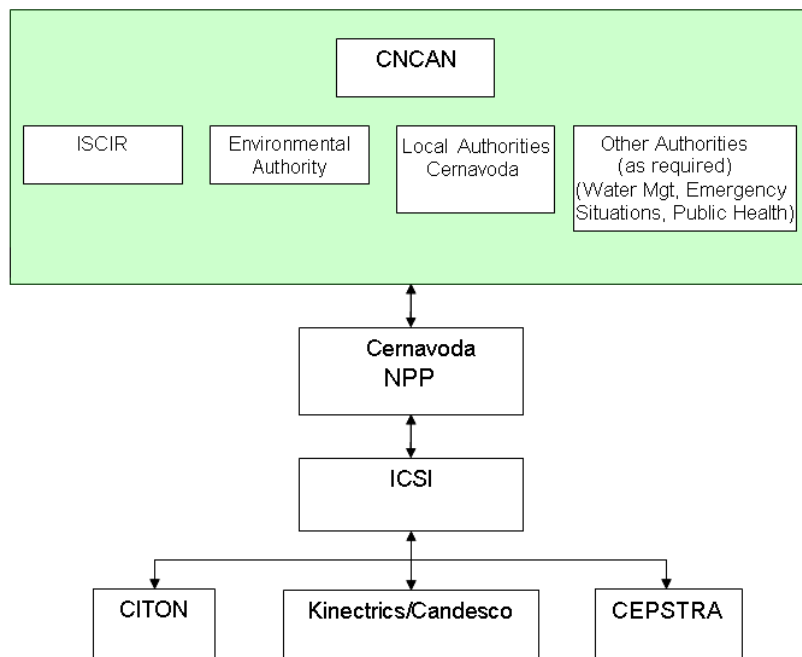 CNCAN
ISCIR
Environmental
Authority
Local Authorities
Cernavoda
Other Authorities
(as required)
(Water Mgt, Emergency
Situations, Public Health)
Cernavoda
NPP
ICSI
CITON
Kinectrics/Candesco
CEPSTRA